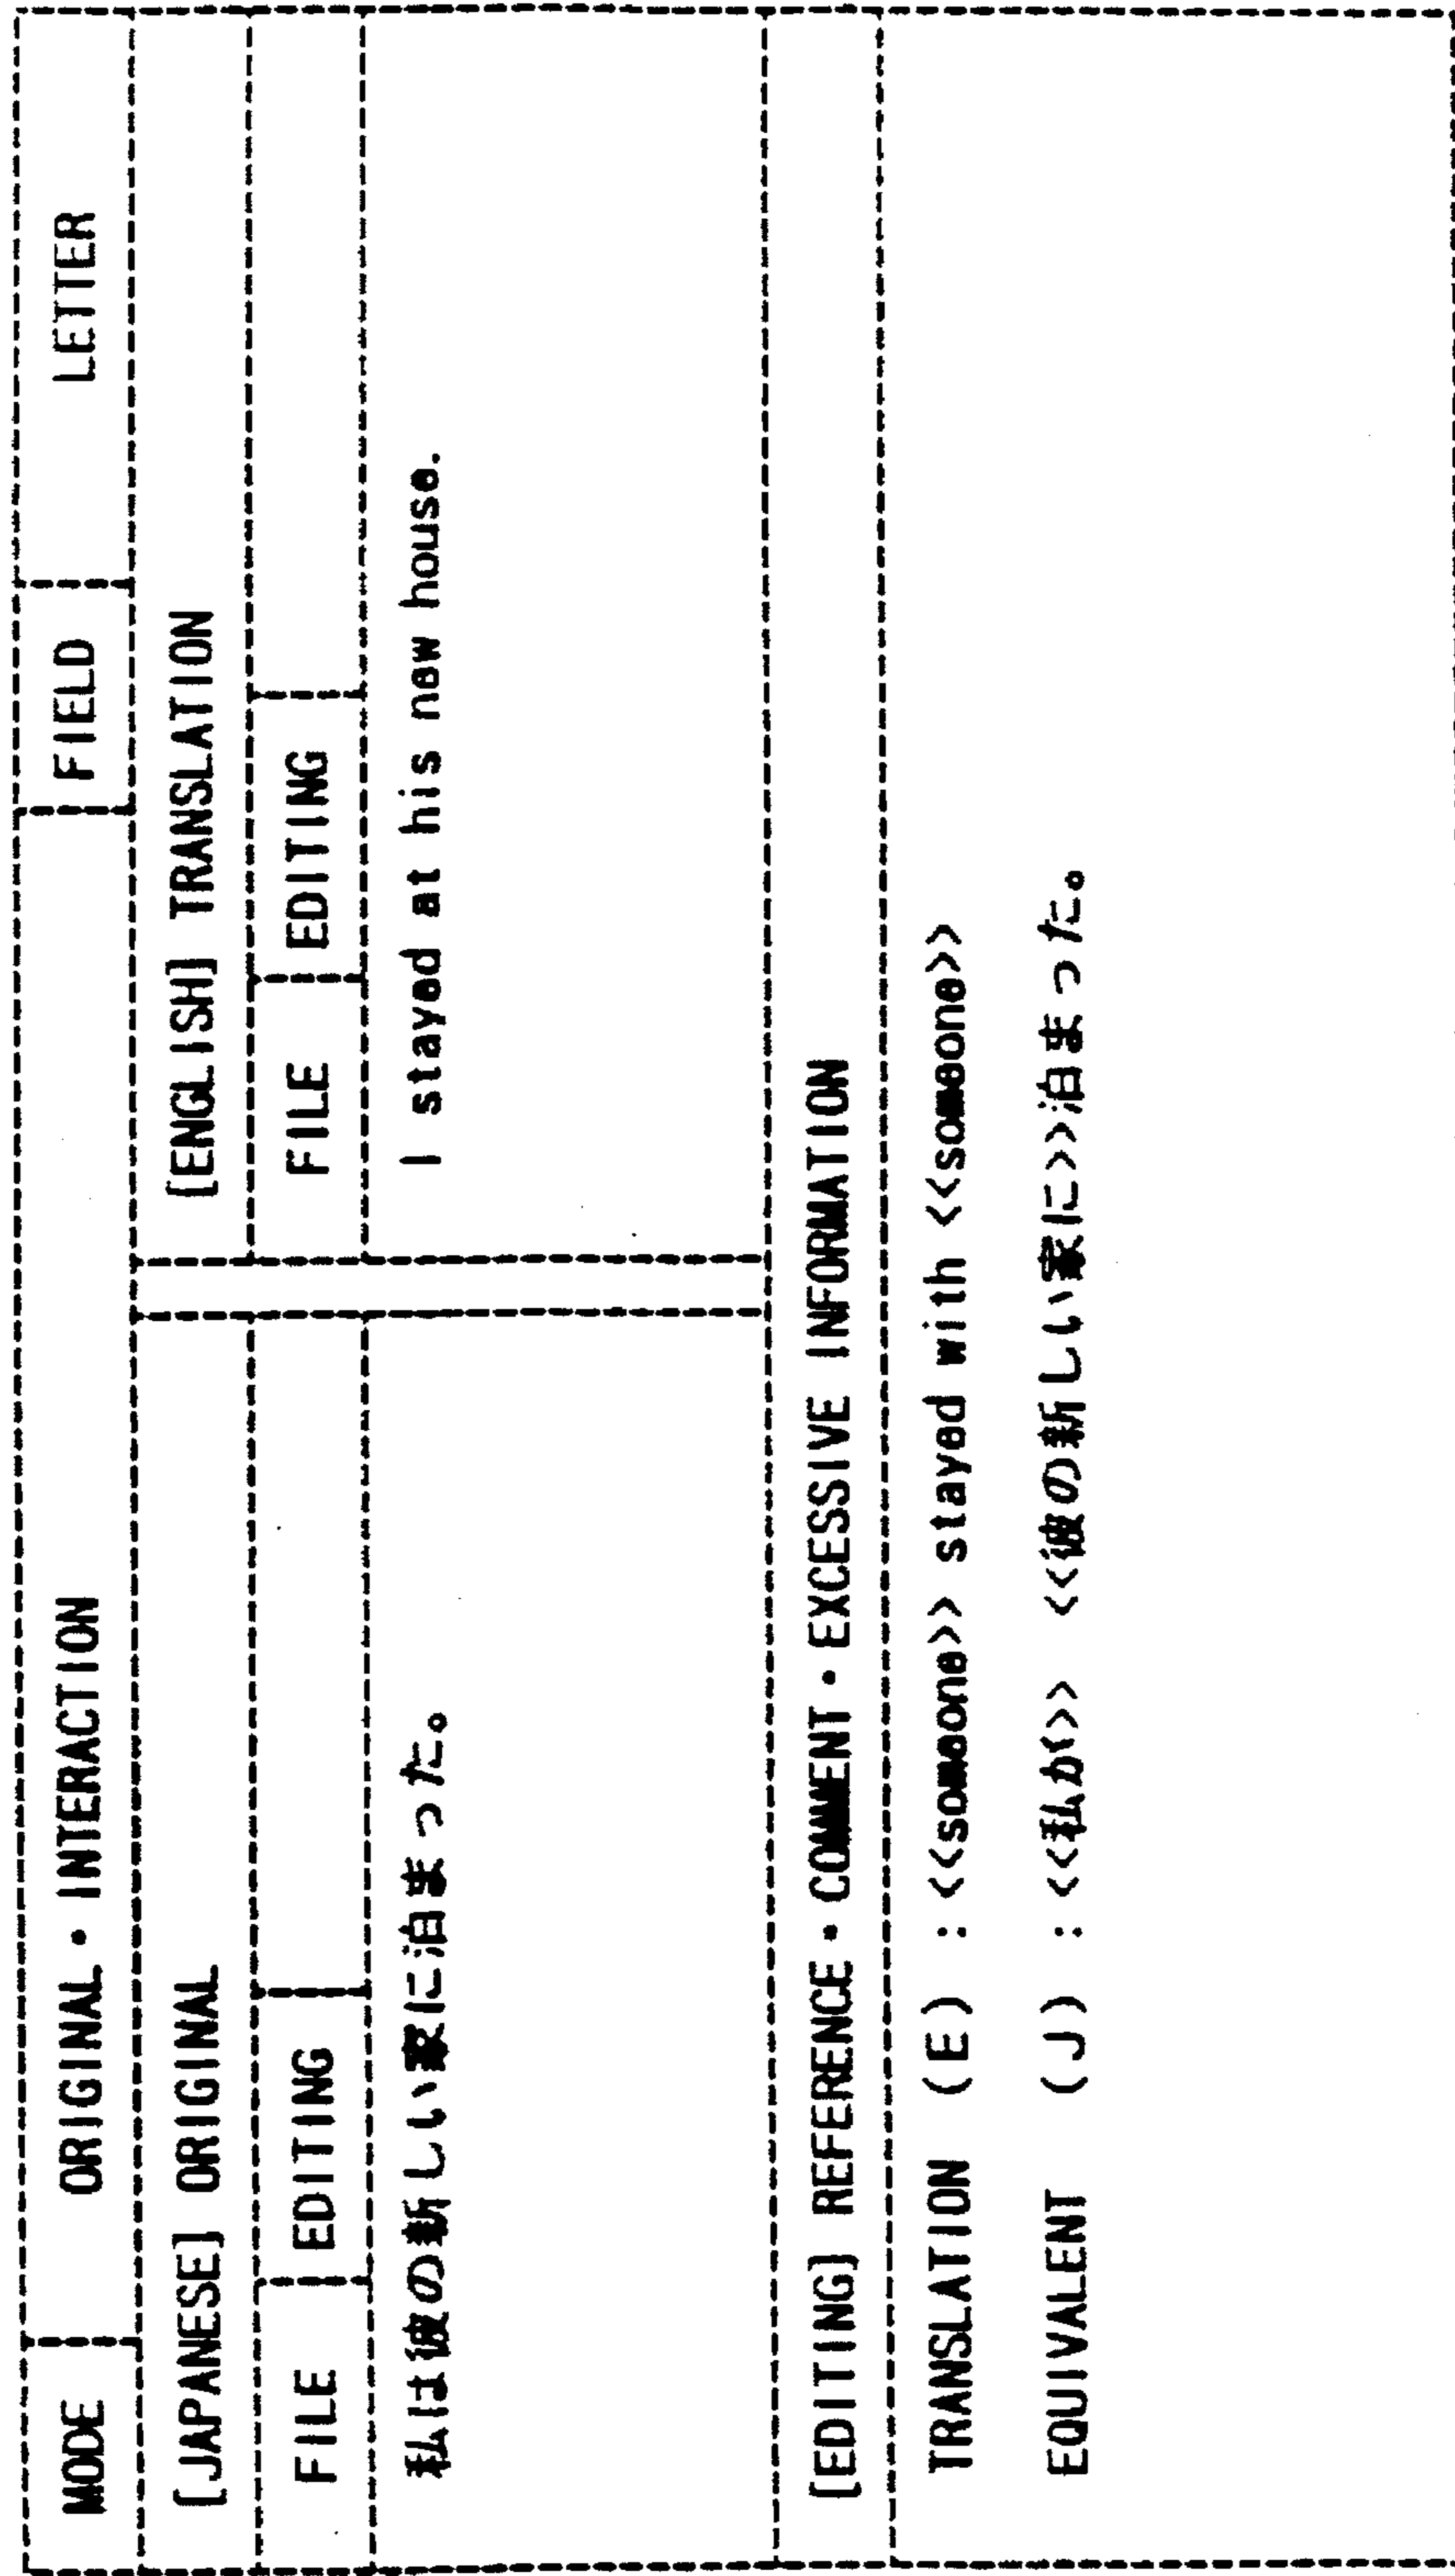 MODE ORIGINAL・INTERACTION FIELD LETTER
[JAPANESE] ORIGINAL [ENGLISH] TRANSLATION
FILE EDITING FILE EDITING
私は彼の新しい家に泊まった。 I stayed at his new house.
[EDITING] REFERENCE・COMMENT・EXCESSIVE INFORMATION
TRANSLATION (E) : <<someone>> stayed with <<someone>>
EQUIVALENT (J) : <<私が>> <<彼の新しい家に>>泊まった。